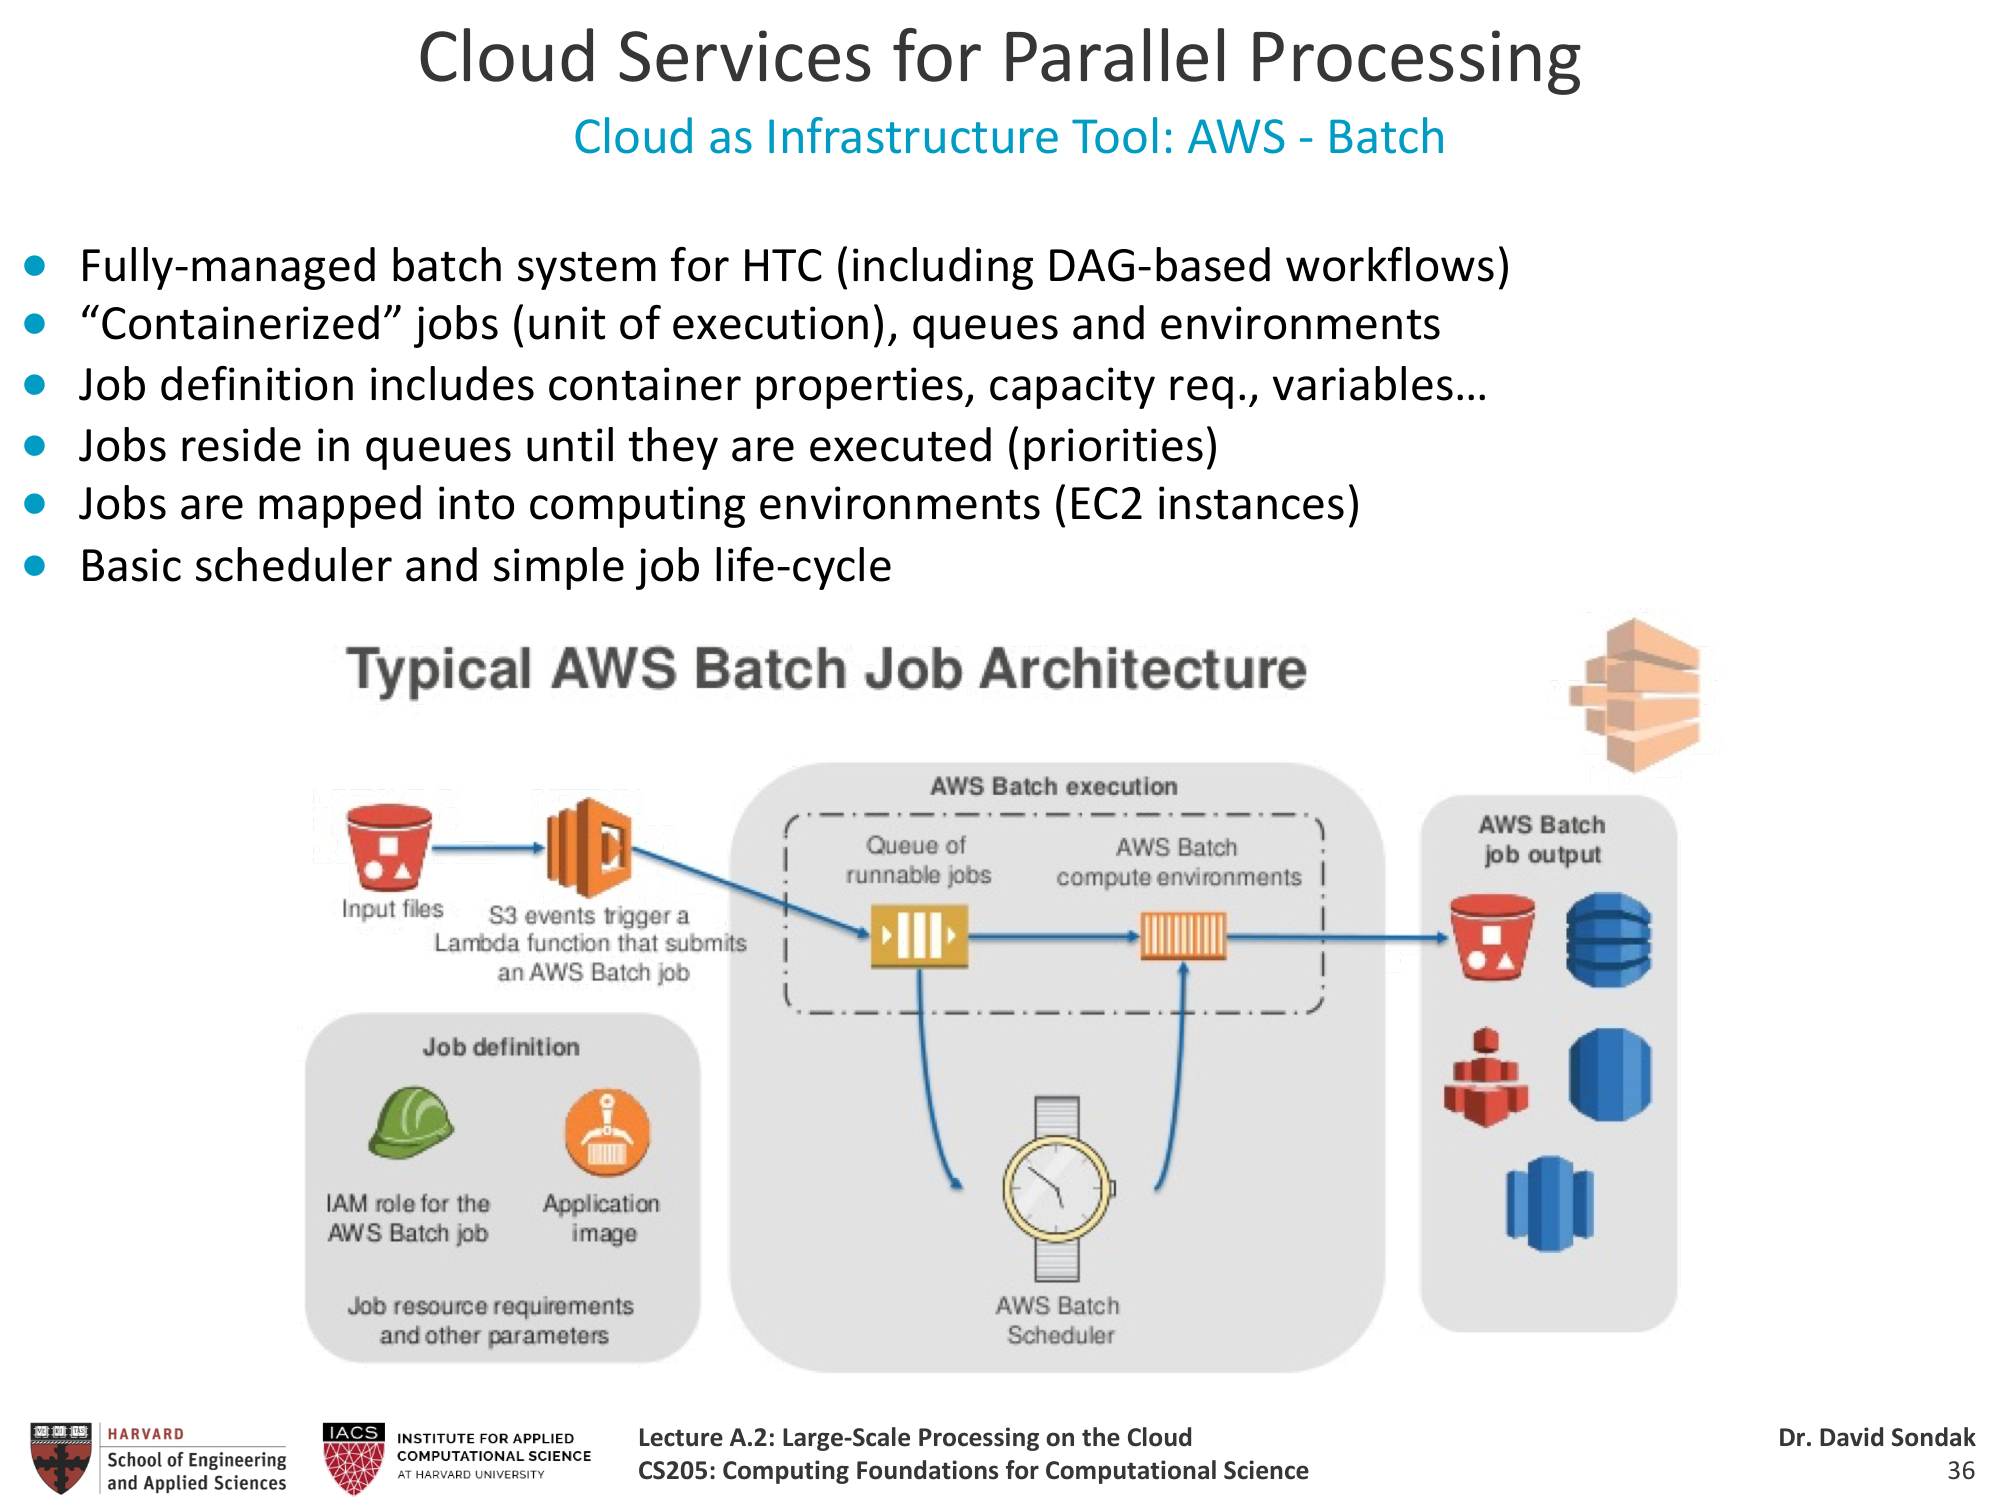 Cloud Services for Parallel Processing
Cloud as Infrastructure Tool: AWS - Batch
● Fully-managed batch system for HTC (including DAG-based workflows)
● “Containerized” jobs (unit of execution), queues and environments
● Job definition includes container properties, capacity req., variables…
● Jobs reside in queues until they are executed (priorities)
● Jobs are mapped into computing environments (EC2 instances)
● Basic scheduler and simple job life-cycle
Typical AWS Batch Job Architecture
Input files
S3 events trigger a
Lambda function that submits
an AWS Batch job
Job definition
IAM role for the
AWS Batch job
Application
image
Job resource requirements
and other parameters
AWS Batch execution
Queue of
runnable jobs
AWS Batch
compute environments
AWS Batch
Scheduler
AWS Batch
job output
HARVARD
School of Engineering
and Applied Sciences
IACS
INSTITUTE FOR APPLIED
COMPUTATIONAL SCIENCE
AT HARVARD UNIVERSITY
Lecture A.2: Large-Scale Processing on the Cloud
CS205: Computing Foundations for Computational Science
Dr. David Sondak
36